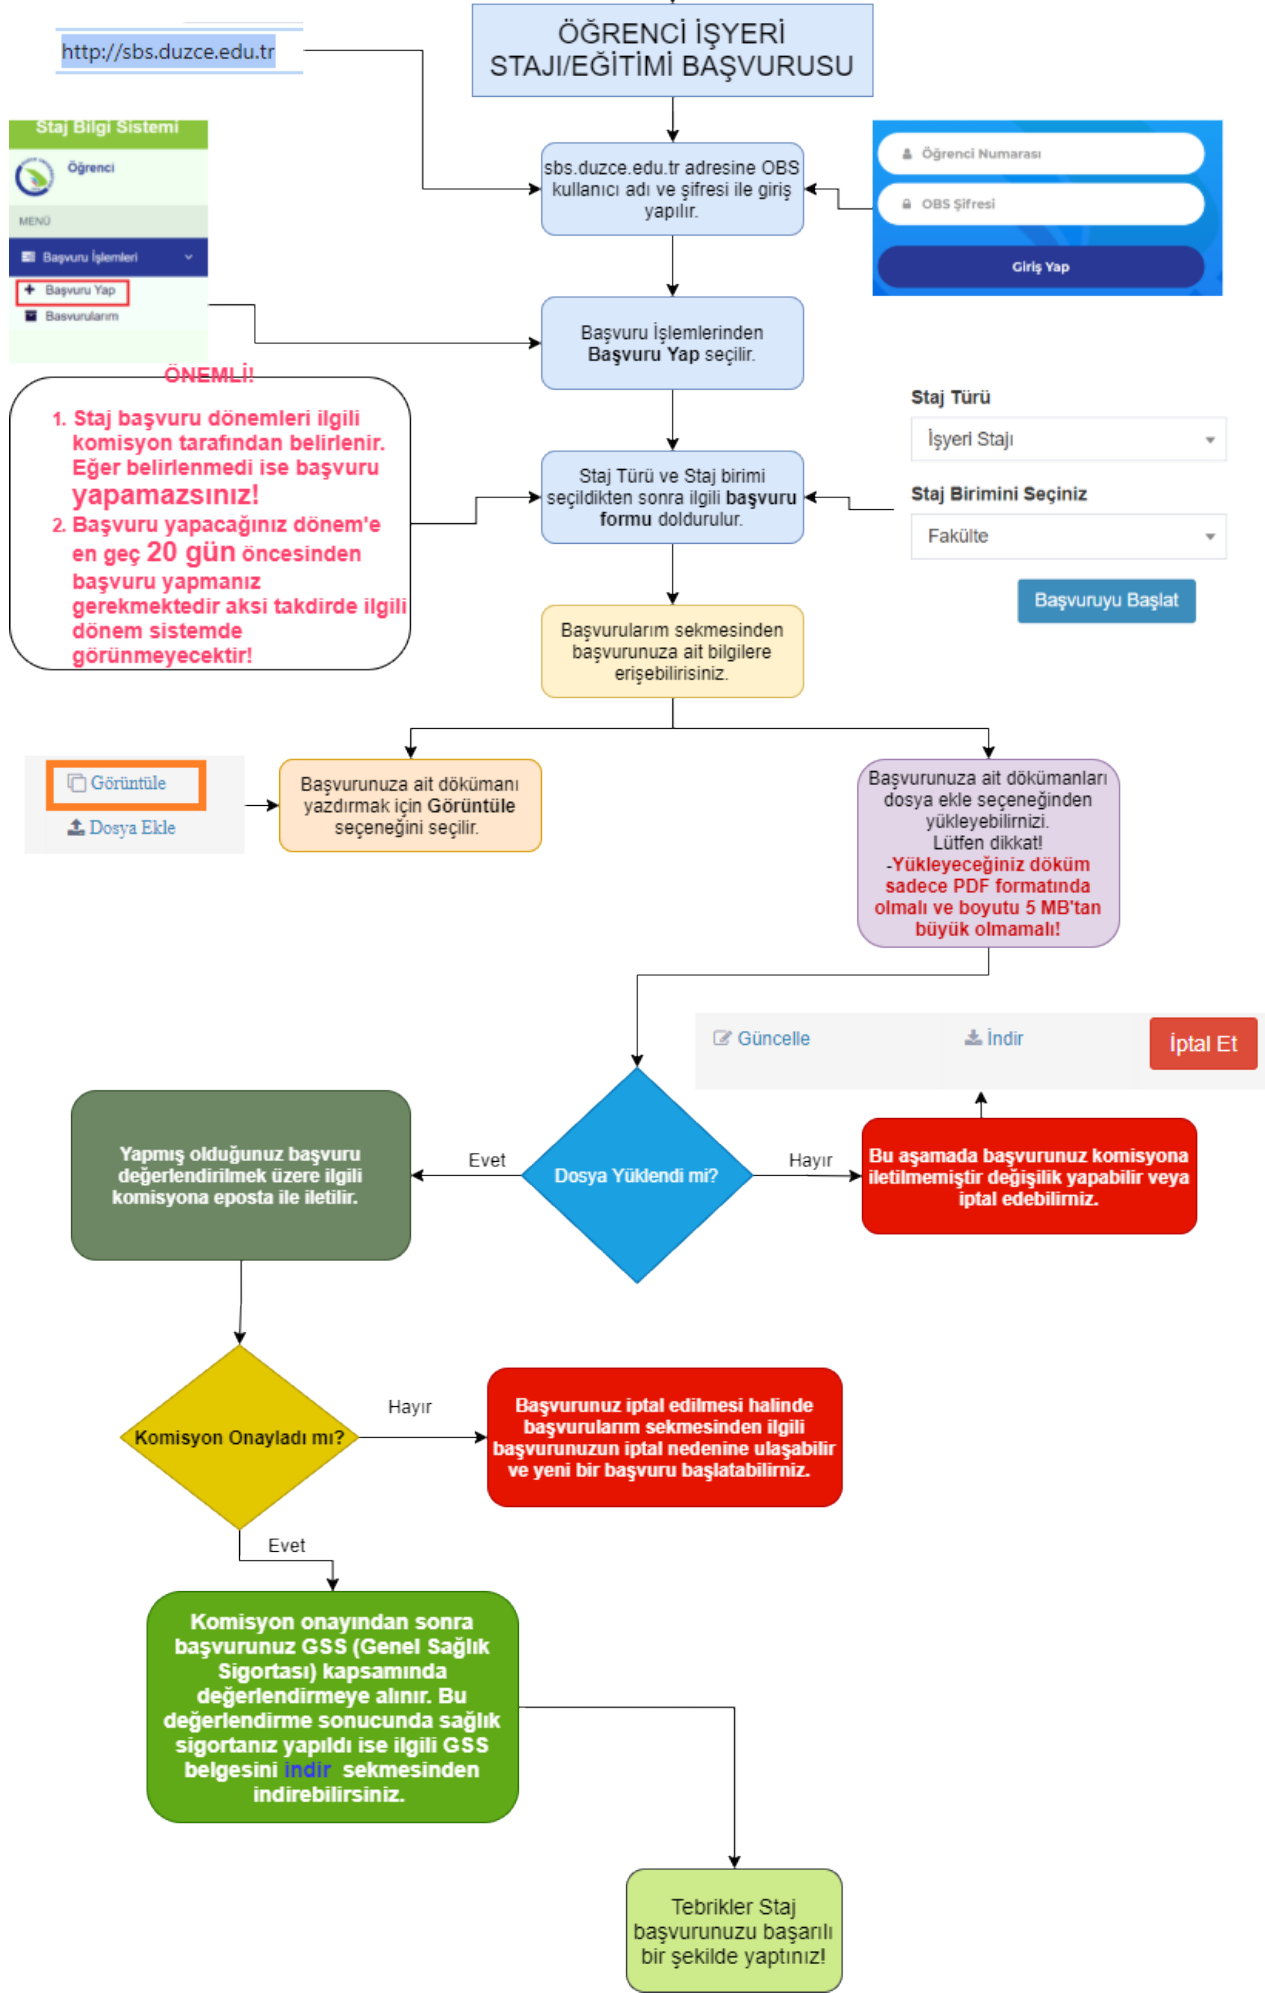 ÖĞRENCİ İŞYERİ
STAJI/EĞİTİMİ BAŞVURUSU
http://sbs.duzce.edu.tr
Staj Bilgi Sistemi
Öğrenci
MENÜ
Başvuru İşlemleri
Başvuru Yap
Basvurularım
sbs.duzce.edu.tr adresine OBS
kullanıcı adı ve şifresi ile giriş
yapılır.
Öğrenci Numarası
OBS Şifresi
Giriş Yap
Başvuru İşlemlerinden
Başvuru Yap seçilir.
ÖNEMLİ!
1. Staj başvuru dönemleri ilgili
komisyon tarafından belirlenir.
Eğer belirlenmedi ise başvuru
yapamazsınız!
2. Başvuru yapacağınız dönem'e
en geç 20 gün öncesinden
başvuru yapmanız
gerekmektedir aksi takdirde ilgili
dönem sistemde
görünmeyecektir!
Staj Türü ve Staj birimi
seçildikten sonra ilgili başvuru
formu doldurulur.
Staj Türü
İşyeri Stajı
Staj Birimini Seçiniz
Fakülte
Başvuruyu Başlat
Başvurularım sekmesinden
başvurunuza ait bilgilere
erişebilirisiniz.
Görüntüle
Dosya Ekle
Başvurunuza ait dökümanı
yazdırmak için Görüntüle
seçeneğini seçilir.
Başvurunuza ait dökümanları
dosya ekle seçeneğinden
yükleyebilirnizi.
Lütfen dikkat!
-Yükleyeceğiniz döküm
sadece PDF formatında
olmalı ve boyutu 5 MB'tan
büyük olmamalı!
Güncelle
İndir
İptal Et
Dosya Yüklendi mi?
Evet
Hayır
Yapmış olduğunuz başvuru
değerlendirilmek üzere ilgili
komisyona eposta ile iletilir.
Bu aşamada başvurunuz komisyona
iletilmemiştir değişilik yapabilir veya
iptal edebilirniz.
Komisyon Onayladı mı?
Hayır
Başvurunuz iptal edilmesi halinde
başvurularım sekmesinden ilgili
başvurunuzun iptal nedenine ulaşabilir
ve yeni bir başvuru başlatabilirniz.
Evet
Komisyon onayından sonra
başvurunuz GSS (Genel Sağlık
Sigortası) kapsamında
değerlendirmeye alınır. Bu
değerlendirme sonucunda sağlık
sigortanız yapıldı ise ilgili GSS
belgesini indir sekmesinden
indirebilirsiniz.
Tebrikler Staj
başvurunuzu başarılı
bir şekilde yaptınız!